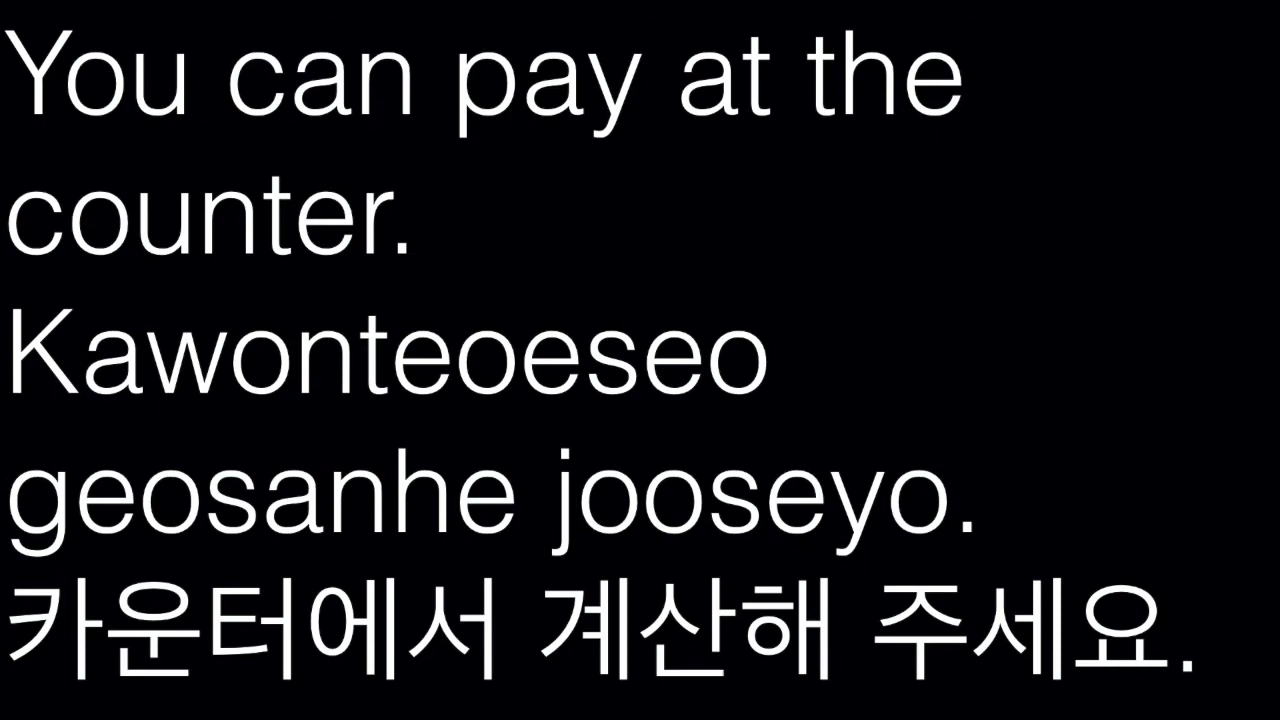 You can pay at the
counter.
Kawonteoeseo
geosanhe jooseyo.
카운터에서 계산해 주세요.